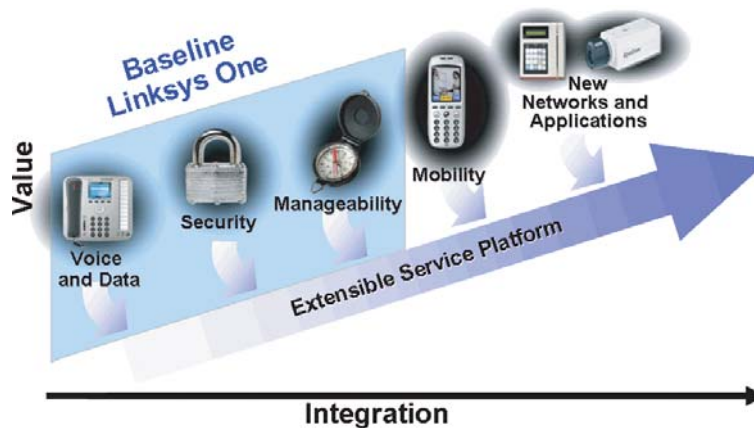 Baseline
Linksys One
New
Networks and
Applications
Mobility
Manageability
Security
Voice
and Data
Value
Extensible Service Platform
Integration